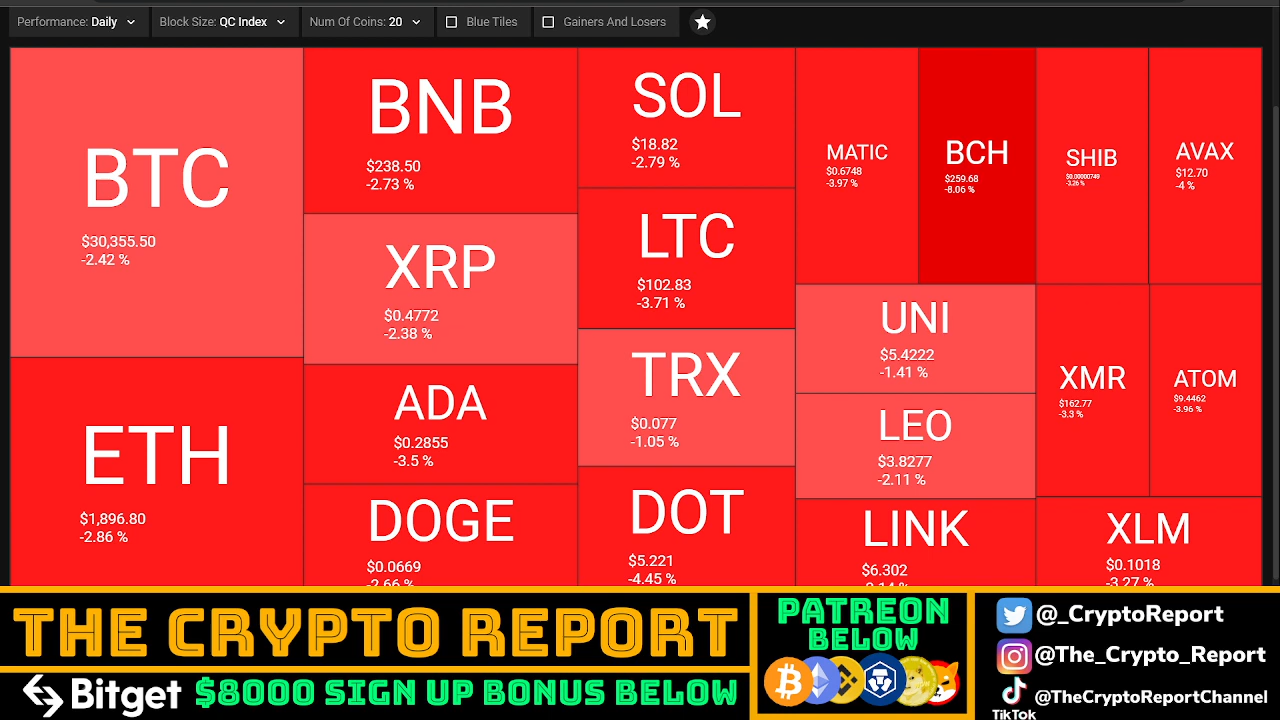 Performance: Daily
Block Size: QC Index
Num Of Coins: 20
Blue Tiles
Gainers And Losers
BTC
$30,355.50
-2.42 %
ETH
$1,896.80
-2.86 %
BNB
$238.50
-2.73 %
XRP
$0.4772
-2.38 %
ADA
$0.2855
-3.5 %
DOGE
$0.0669
-2.66 %
SOL
$18.82
-2.79 %
LTC
$102.83
-3.71 %
TRX
$0.077
-1.05 %
DOT
$5.221
-4.45 %
MATIC
$0.6748
-3.97 %
BCH
$259.68
-8.06 %
SHIB
$0.00000749
-3.26 %
AVAX
$12.70
-4 %
UNI
$5.4222
-1.41 %
LEO
$3.8277
-2.11 %
XMR
$162.77
-3.3 %
ATOM
$9.4462
-3.96 %
LINK
$6.302
XLM
$0.1018
-3.27 %
THE CRYPTO REPORT
Bitget $8000 SIGN UP BONUS BELOW
PATREON
BELOW
@_CryptoReport
@The_Crypto_Report
@TheCryptoReportChannel
TikTok